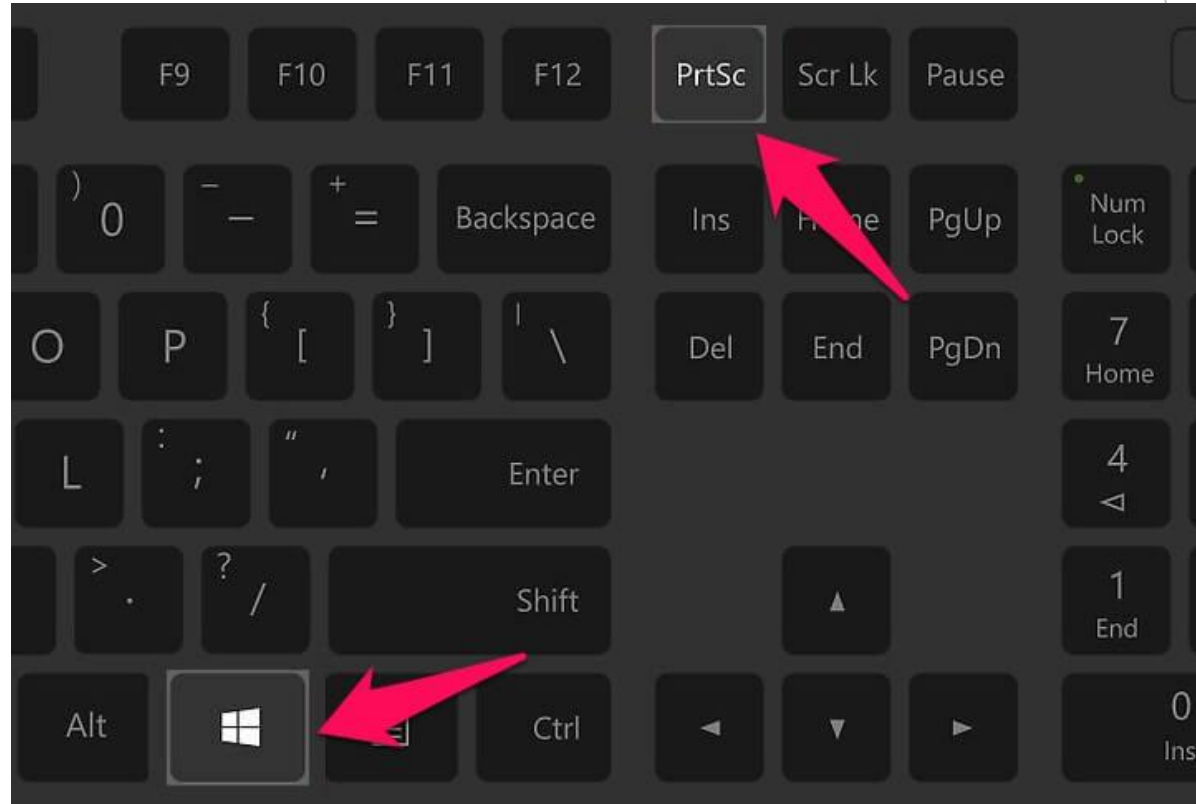 F9 F10 F11 F12 PrtSc Scr Lk Pause
) 0 _ - + = Backspace Ins PgUp Num
Lock
O P { [ } ] | \ Del End PgDn 7
Home
L : ; " ' Enter 4
> . ? / Shift 1
End
Alt Ctrl 0
Ins